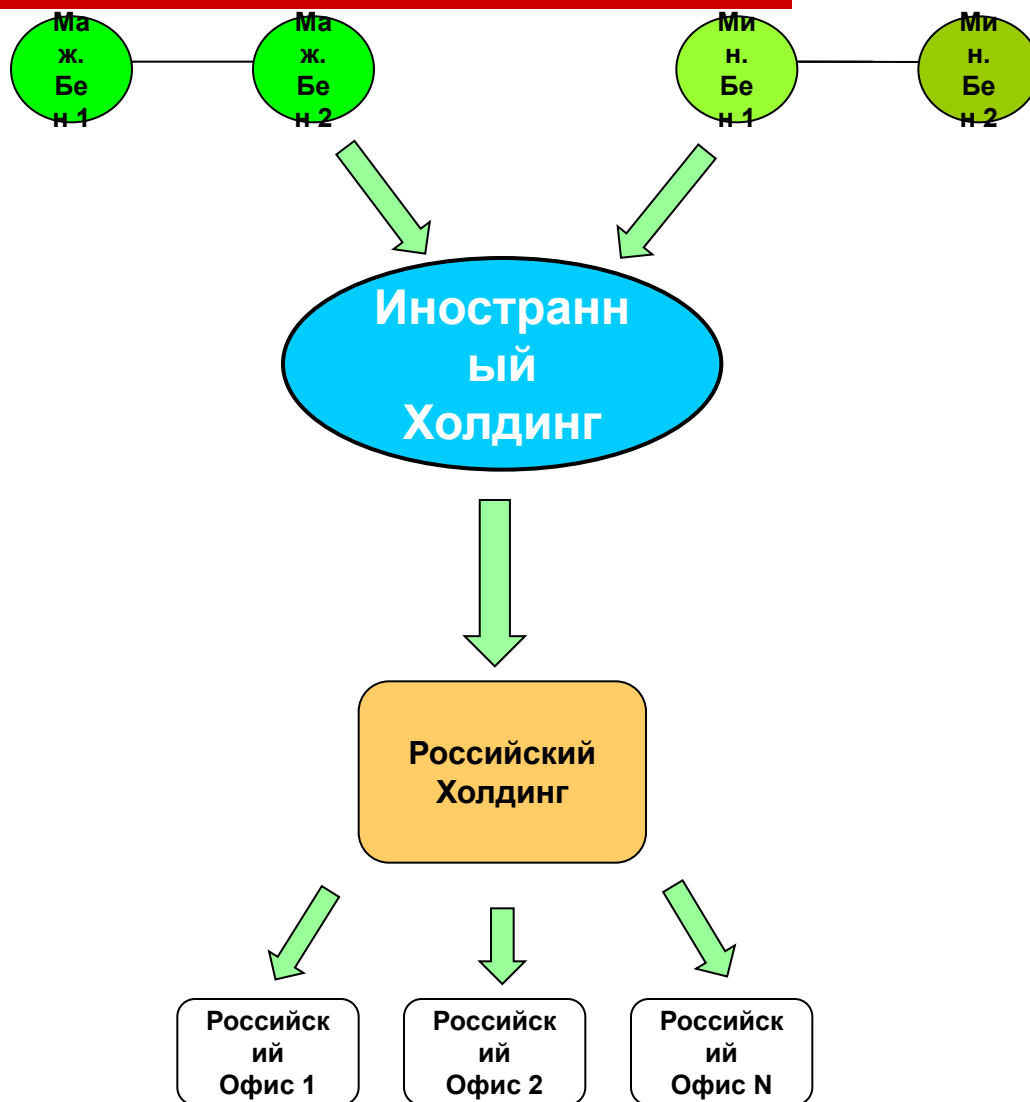 Ма
ж.
Бе
н 1
Ма
ж.
Бе
н 2
Ми
н.
Бе
н 1
Ми
н.
Бе
н 2
Иностранн
ый
Холдинг
Российский
Холдинг
Российск
ий
Офис 1
Российск
ий
Офис 2
Российск
ий
Офис N